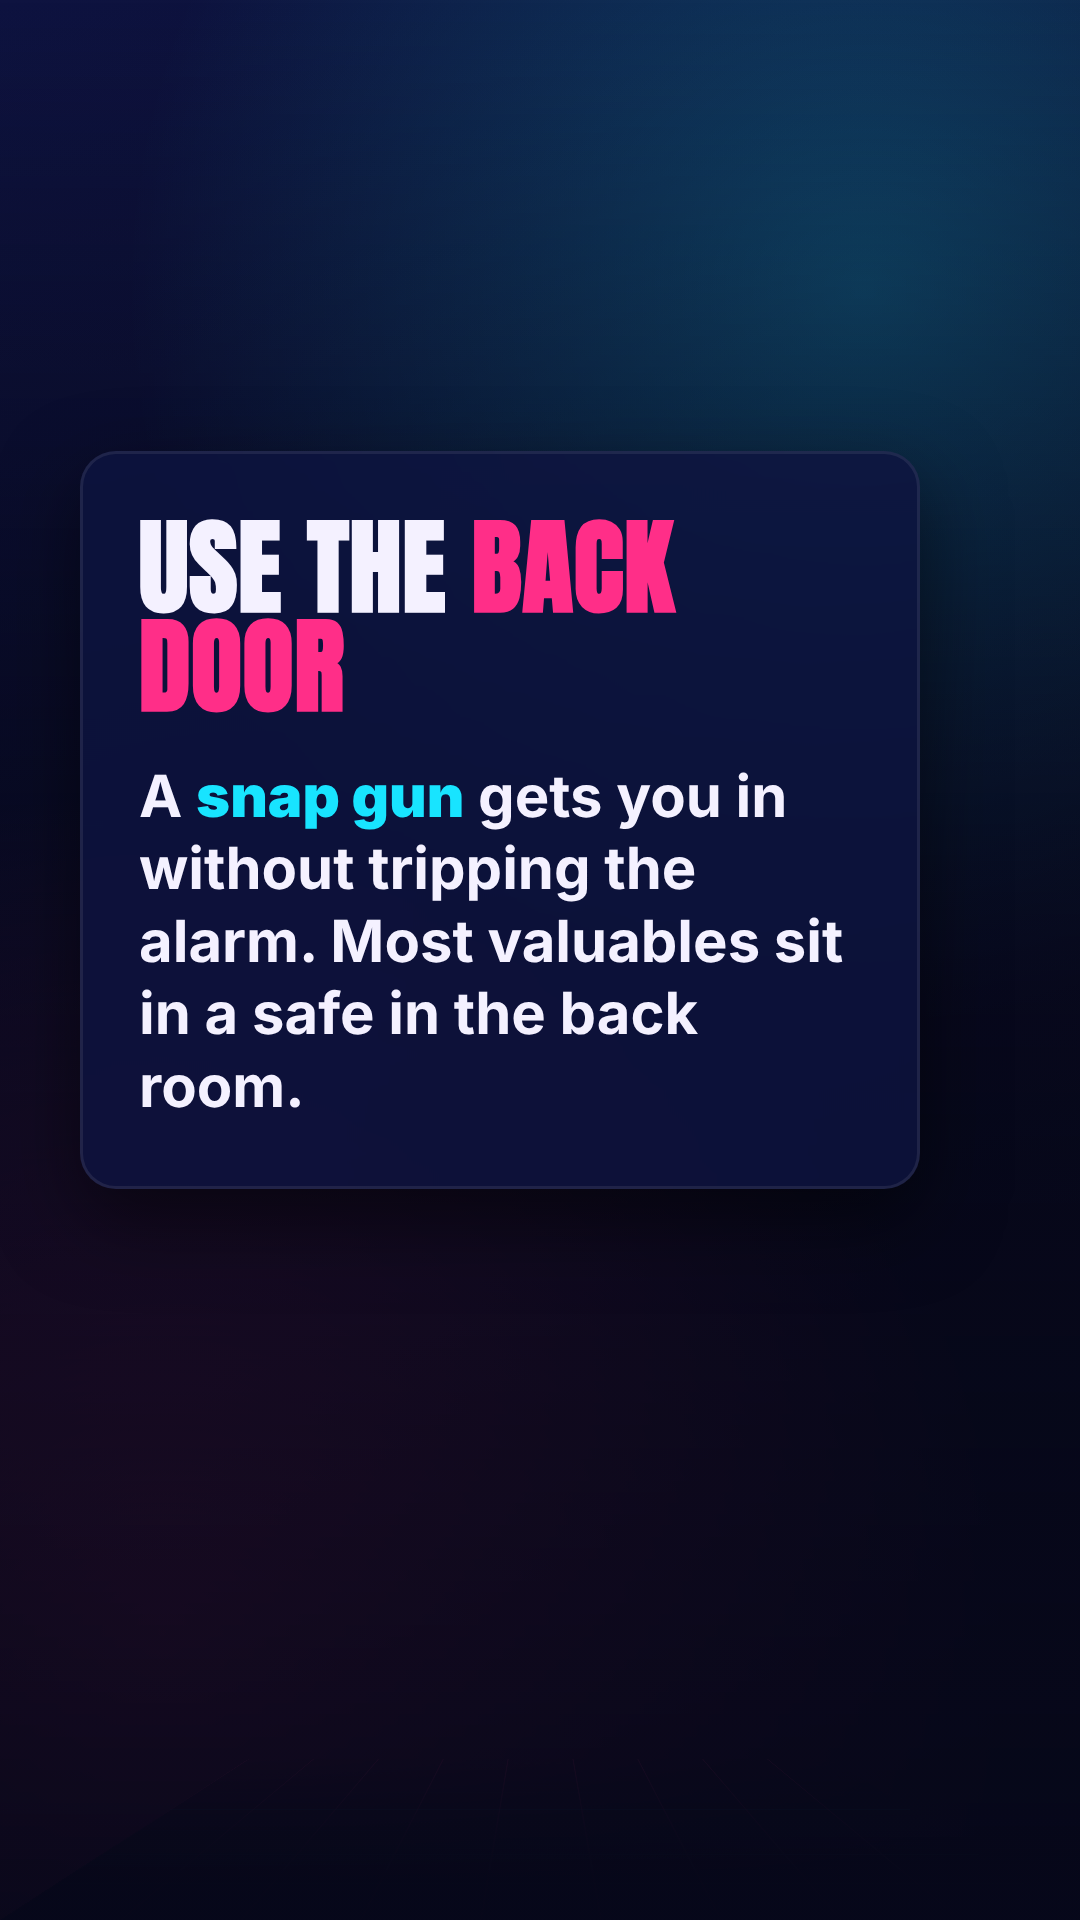 USE THE BACK
DOOR
A snap gun gets you in
without tripping the
alarm. Most valuables sit
in a safe in the back
room.